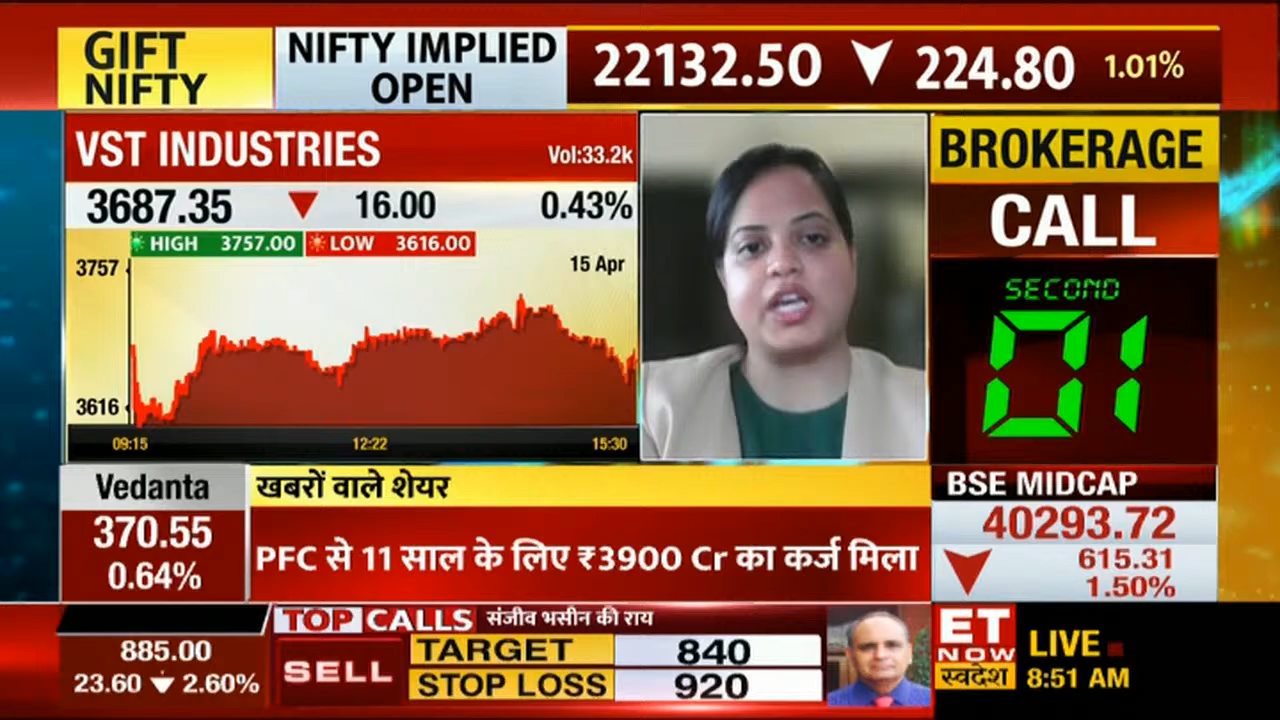 GIFT
NIFTY
NIFTY IMPLIED
OPEN
22132.50
224.80
1.01%
VST INDUSTRIES
Vol:33.2k
3687.35
16.00
0.43%
HIGH 3757.00
LOW 3616.00
3757
15 Apr
3616
09:15
12:22
15:30
BROKERAGE
CALL
SECOND
01
Vedanta
370.55
0.64%
खबरों वाले शेयर
PFC से 11 साल के लिए ₹3900 Cr का कर्ज मिला
BSE MIDCAP
40293.72
615.31
1.50%
885.00
23.60 2.60%
TOP CALLS संजीव भसीन की राय
SELL
TARGET 840
STOP LOSS 920
ET
NOW
स्वदेश
LIVE
8:51 AM